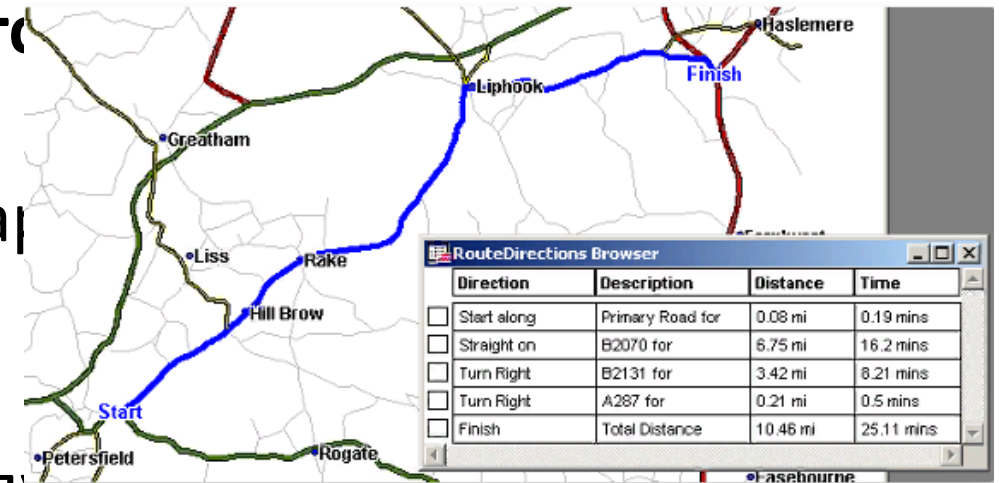 Haslemere
Finish
Liphook
Greatham
Liss
Rake
Hill Brow
Start
Petersfield
Rogate
RouteDirections Browser
Direction Description Distance Time
Start along Primary Road for 0.08 mi 0.19 mins
Straight on B2070 for 6.75 mi 16.2 mins
Turn Right B2131 for 3.42 mi 8.21 mins
Turn Right A287 for 0.21 mi 0.5 mins
Finish Total Distance 10.46 mi 25.11 mins
Easebourne